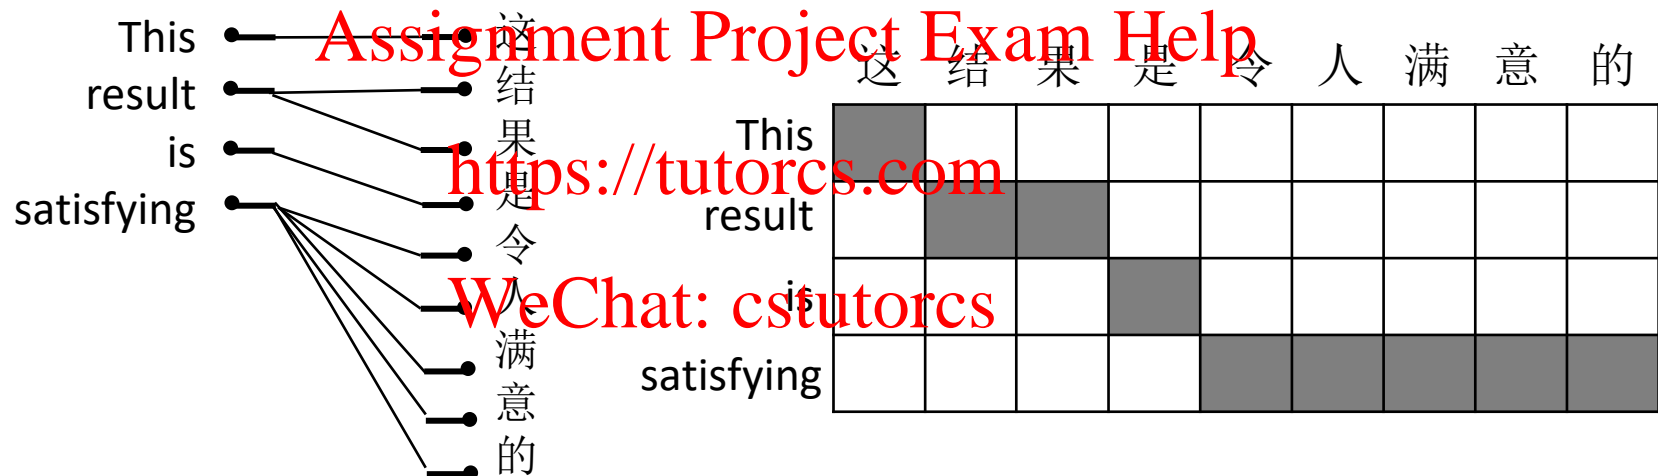 Assignment Project Exam Help
https://tutorcs.com
WeChat: cstutorcs
This
result
is
satisfying
这
结
果
是
令
人
满
意
的
这 结 果 是 令 人 满 意 的
This
result
is
satisfying